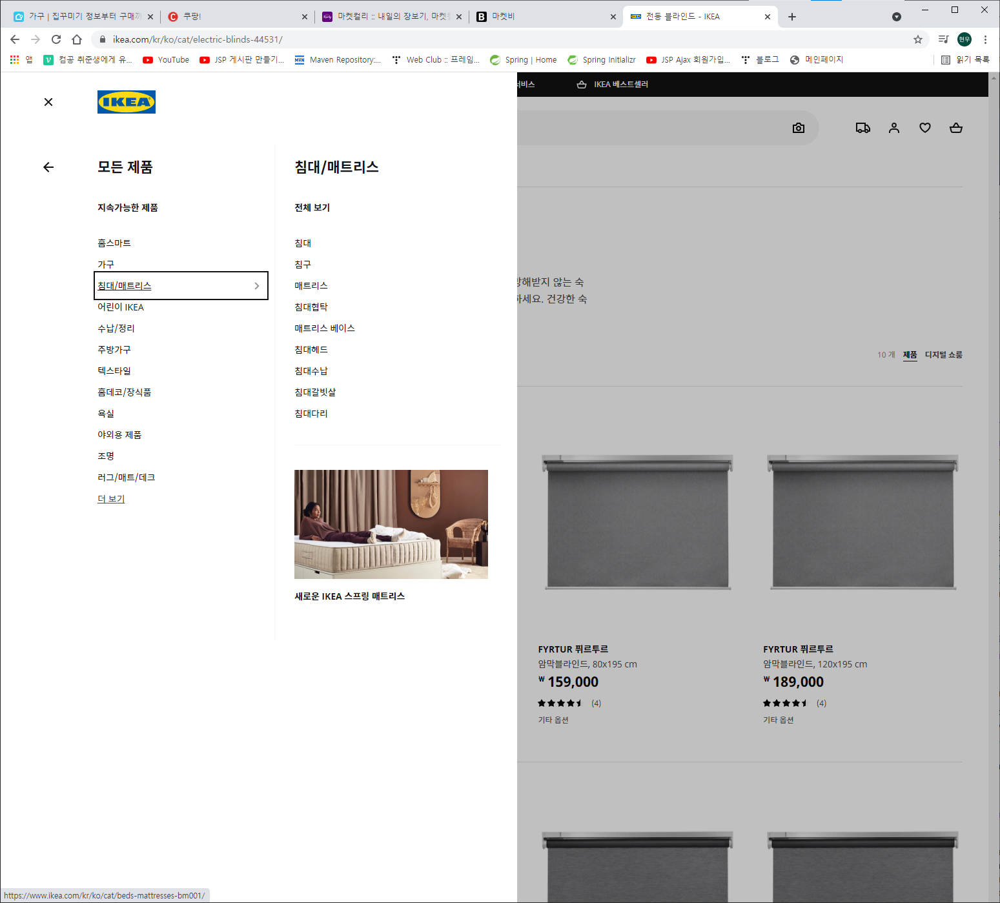 가구 | 집꾸미기 정보부터 구매까
쿠팡!
마켓컬리 :: 내일의 장보기, 마켓
마켓비
전동 블라인드 - IKEA
ikea.com/kr/ko/cat/electric-blinds-44531/
현우
앱
컴공 취준생에게 유...
YouTube
JSP 게시판 만들기...
MVN
Maven Repository:...
Web Club :: 프레임...
Spring | Home
Spring Initializr
JSP Ajax 회원가입...
블로그
메인페이지
읽기 목록
IKEA
서비스
IKEA 베스트셀러
모든 제품
지속가능한 제품
홈스마트
가구
침대/매트리스
어린이 IKEA
수납/정리
주방가구
텍스타일
홈데코/장식품
욕실
야외용 제품
조명
러그/매트/데크
더 보기
침대/매트리스
전체 보기
침대
침구
매트리스
침대협탁
매트리스 베이스
침대헤드
침대수납
침대갈빗살
침대다리
새로운 IKEA 스프링 매트리스
방해받지 않는 숙
하세요. 건강한 숙
10 개
제품
디지털 쇼룸
FYRTUR 퓌르투르
암막블라인드, 80x195 cm
₩ 159,000
(4)
기타 옵션
FYRTUR 퓌르투르
암막블라인드, 120x195 cm
₩ 189,000
(4)
기타 옵션
https://www.ikea.com/kr/ko/cat/beds-mattresses-bm001/